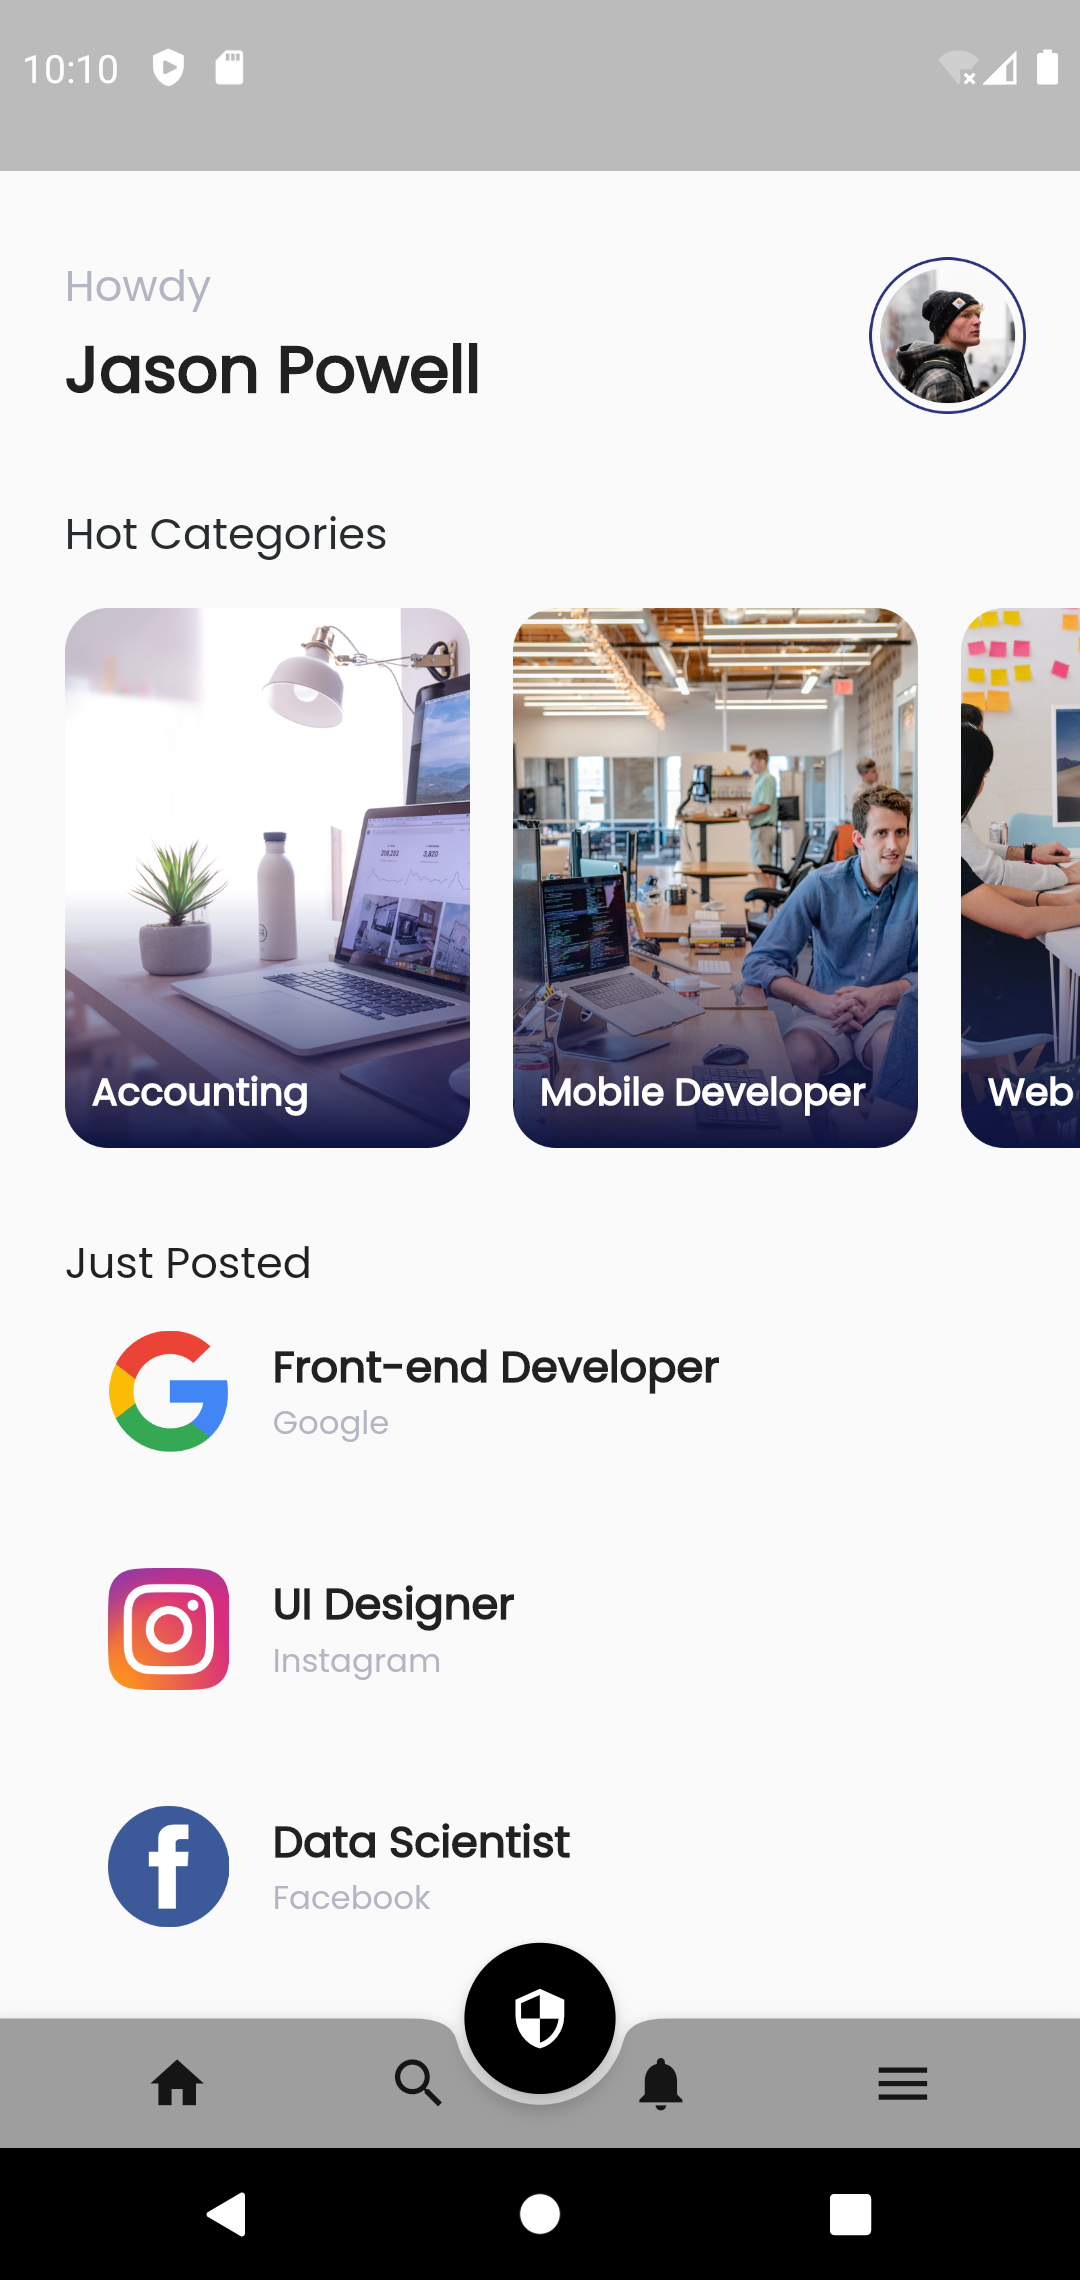 10:10
Howdy
Jason Powell
Hot Categories
Accounting
Mobile Developer
Web
Just Posted
Front-end Developer
Google
UI Designer
Instagram
Data Scientist
Facebook